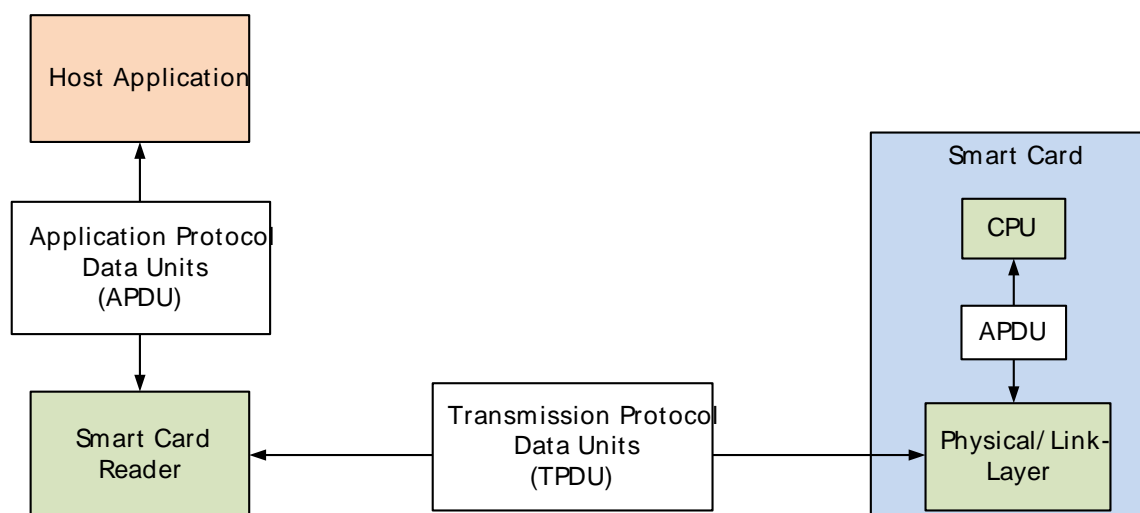 Host Application
Application Protocol
Data Units
(APDU)
Smart Card
Reader
Transmission Protocol
Data Units
(TPDU)
Smart Card
CPU
APDU
Physical/Link-
Layer